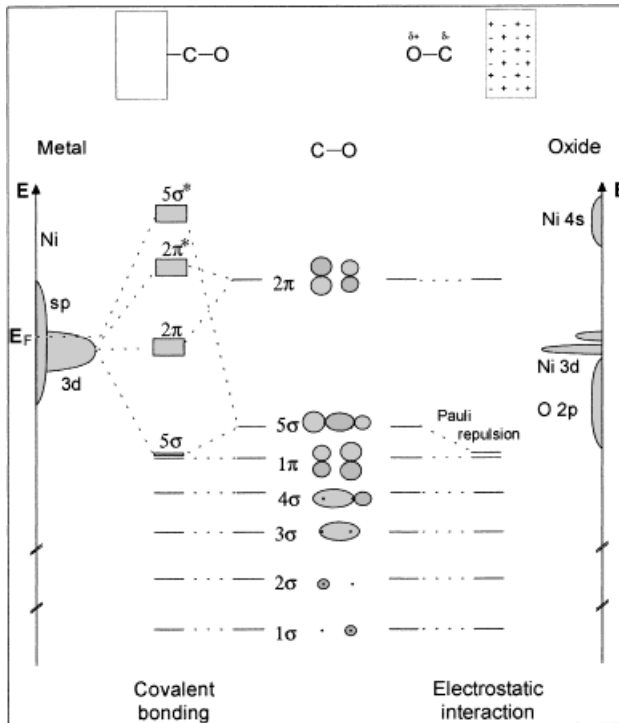 C–O
δ+ δ-
O–C
+ - + -
- + - +
+ - + -
- + - +
+ - + -
- + - +
Metal
C–O
Oxide
E
E
5σ*
Ni 4s
Ni
2π*
2π
sp
E_F
2π
3d
Ni 3d
5σ
5σ
Pauli
repulsion
O 2p
1π
4σ
3σ
2σ
1σ
Covalent
bonding
Electrostatic
interaction